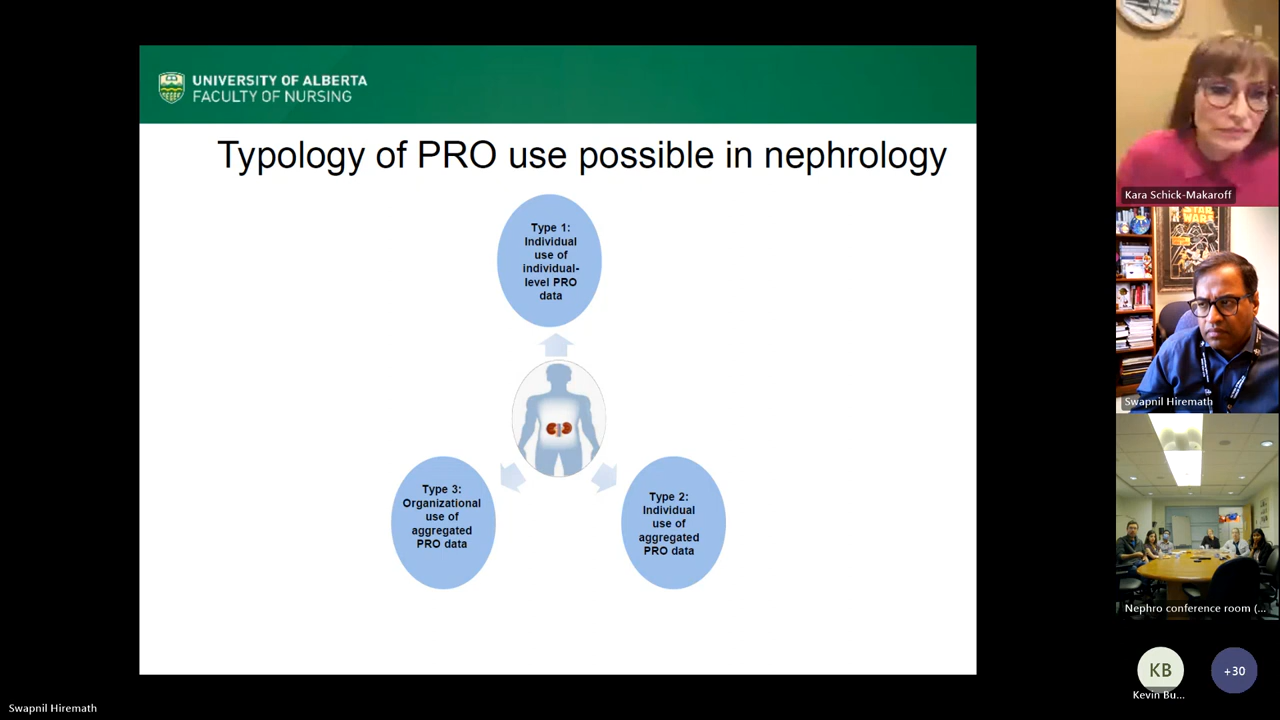 UNIVERSITY OF ALBERTA
FACULTY OF NURSING
Typology of PRO use possible in nephrology
Type 1:
Individual
use of
individual-
level PRO
data
Type 3:
Organizational
use of
aggregated
PRO data
Type 2:
Individual
use of
aggregated
PRO data
Kara Schick-Makaroff
STAR
WARS
Swapnil Hiremath
Nephro conference room (...
KB
+30
Kevin Bu...
Swapnil Hiremath